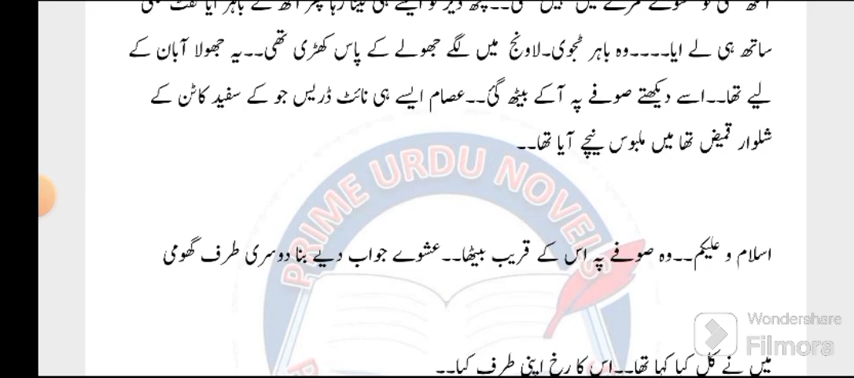 ساتھ ہی لے ایا۔۔۔۔وہ باہر ٹجوی۔لاونج میں لگے جھولے کے پاس کھڑی تھی۔۔یہ جھولا آبان کے
لیے تھا۔۔اسے دیکھتے صوفے پہ آکے بیٹھ گئ۔۔عصام ایسے ہی نائٹ ڈریس جو کے سفید کاٹن کے
شلوار قمیض تھا میں ملبوس نیچے آیا تھا۔۔
PRIME URDU NOVELS
اسلام و علیکم۔۔وہ صوفے پہ اس کے قریب بیٹھا۔۔عشوے جواب دیے بنا دوسری طرف گھومی
Wondershare
Filmora
میں نے کل کیا کہا تھا۔۔اس کا رخ اپنی طرف کیا۔۔